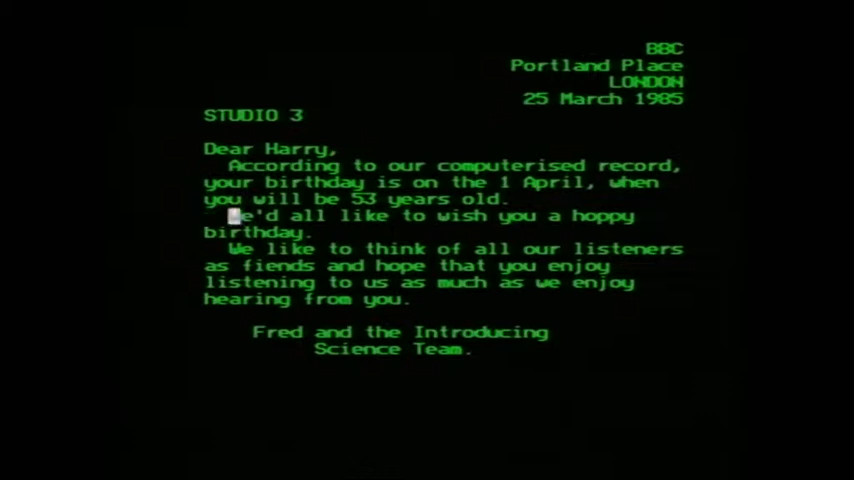 BBC
Portland Place
LONDON
25 March 1985
STUDIO 3
Dear Harry,
According to our computerised record,
your birthday is on the 1 April, when
you will be 53 years old.
We'd all like to wish you a hoppy
birthday.
We like to think of all our listeners
as fiends and hope that you enjoy
listening to us as much as we enjoy
hearing from you.
Fred and the Introducing
Science Team.